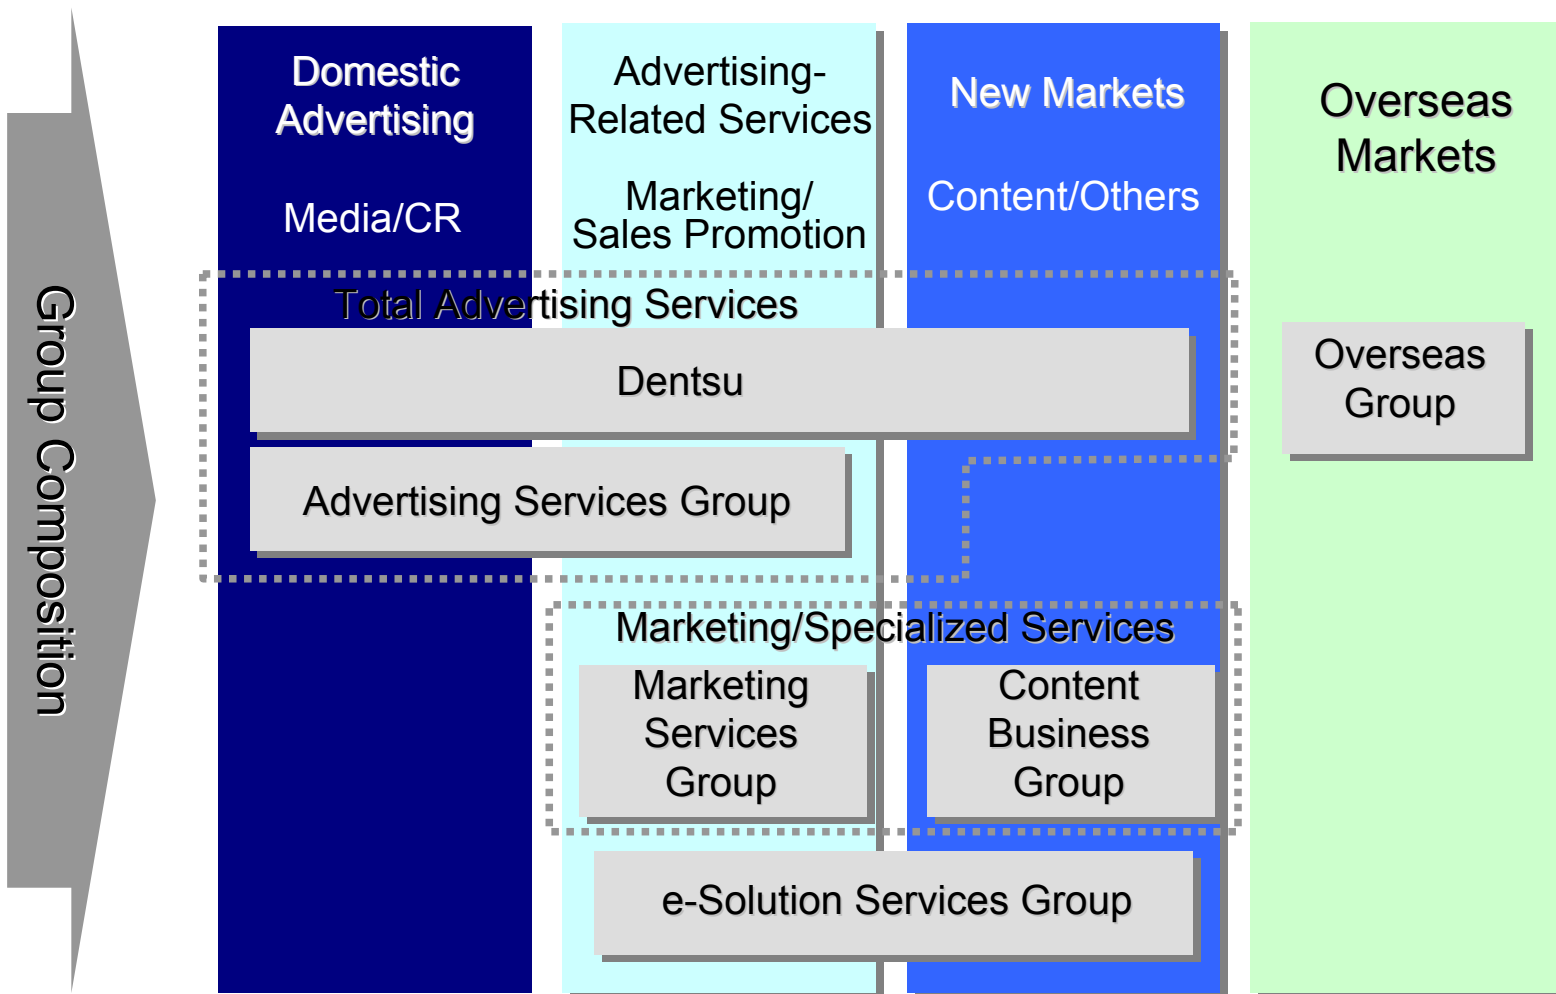 Group Composition
Domestic
Advertising
Media/CR
Advertising-
Related Services
Marketing/
Sales Promotion
New Markets
Content/Others
Overseas
Markets
Total Advertising Services
Dentsu
Overseas
Group
Advertising Services Group
Marketing/Specialized Services
Marketing
Services
Group
Content
Business
Group
e-Solution Services Group